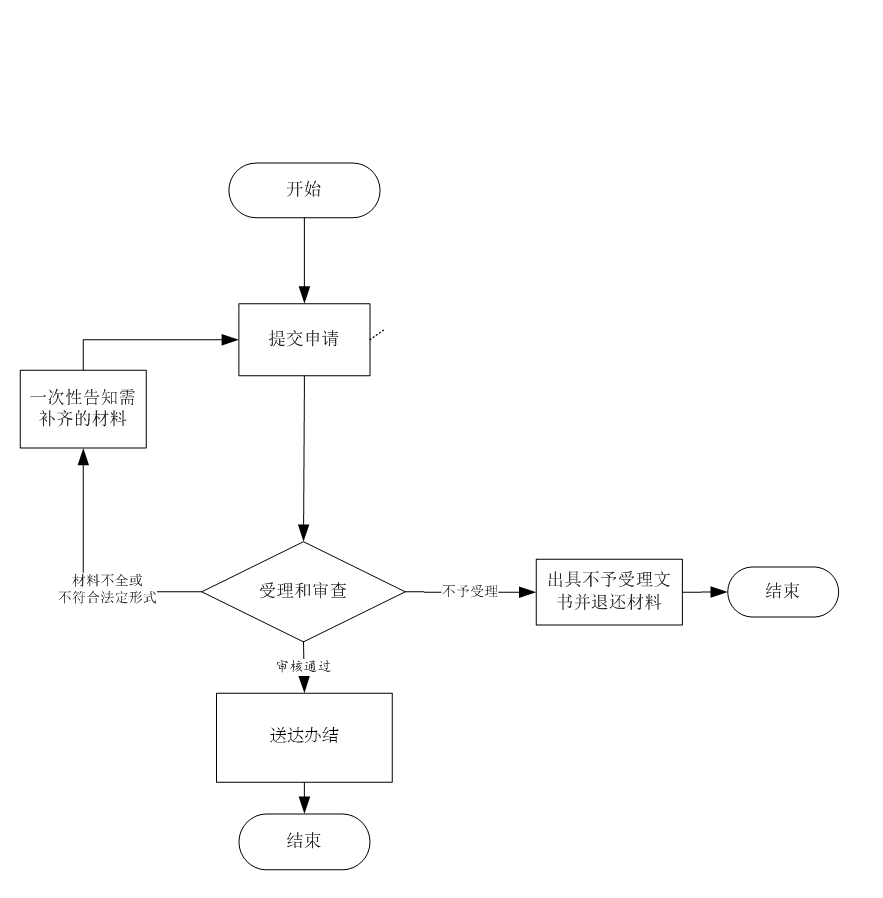 开始
提交申请
一次性告知需
补齐的材料
材料不全或
不符合法定形式
受理和审查
不予受理
出具不予受理文
书并退还材料
结束
审核通过
送达办结
结束